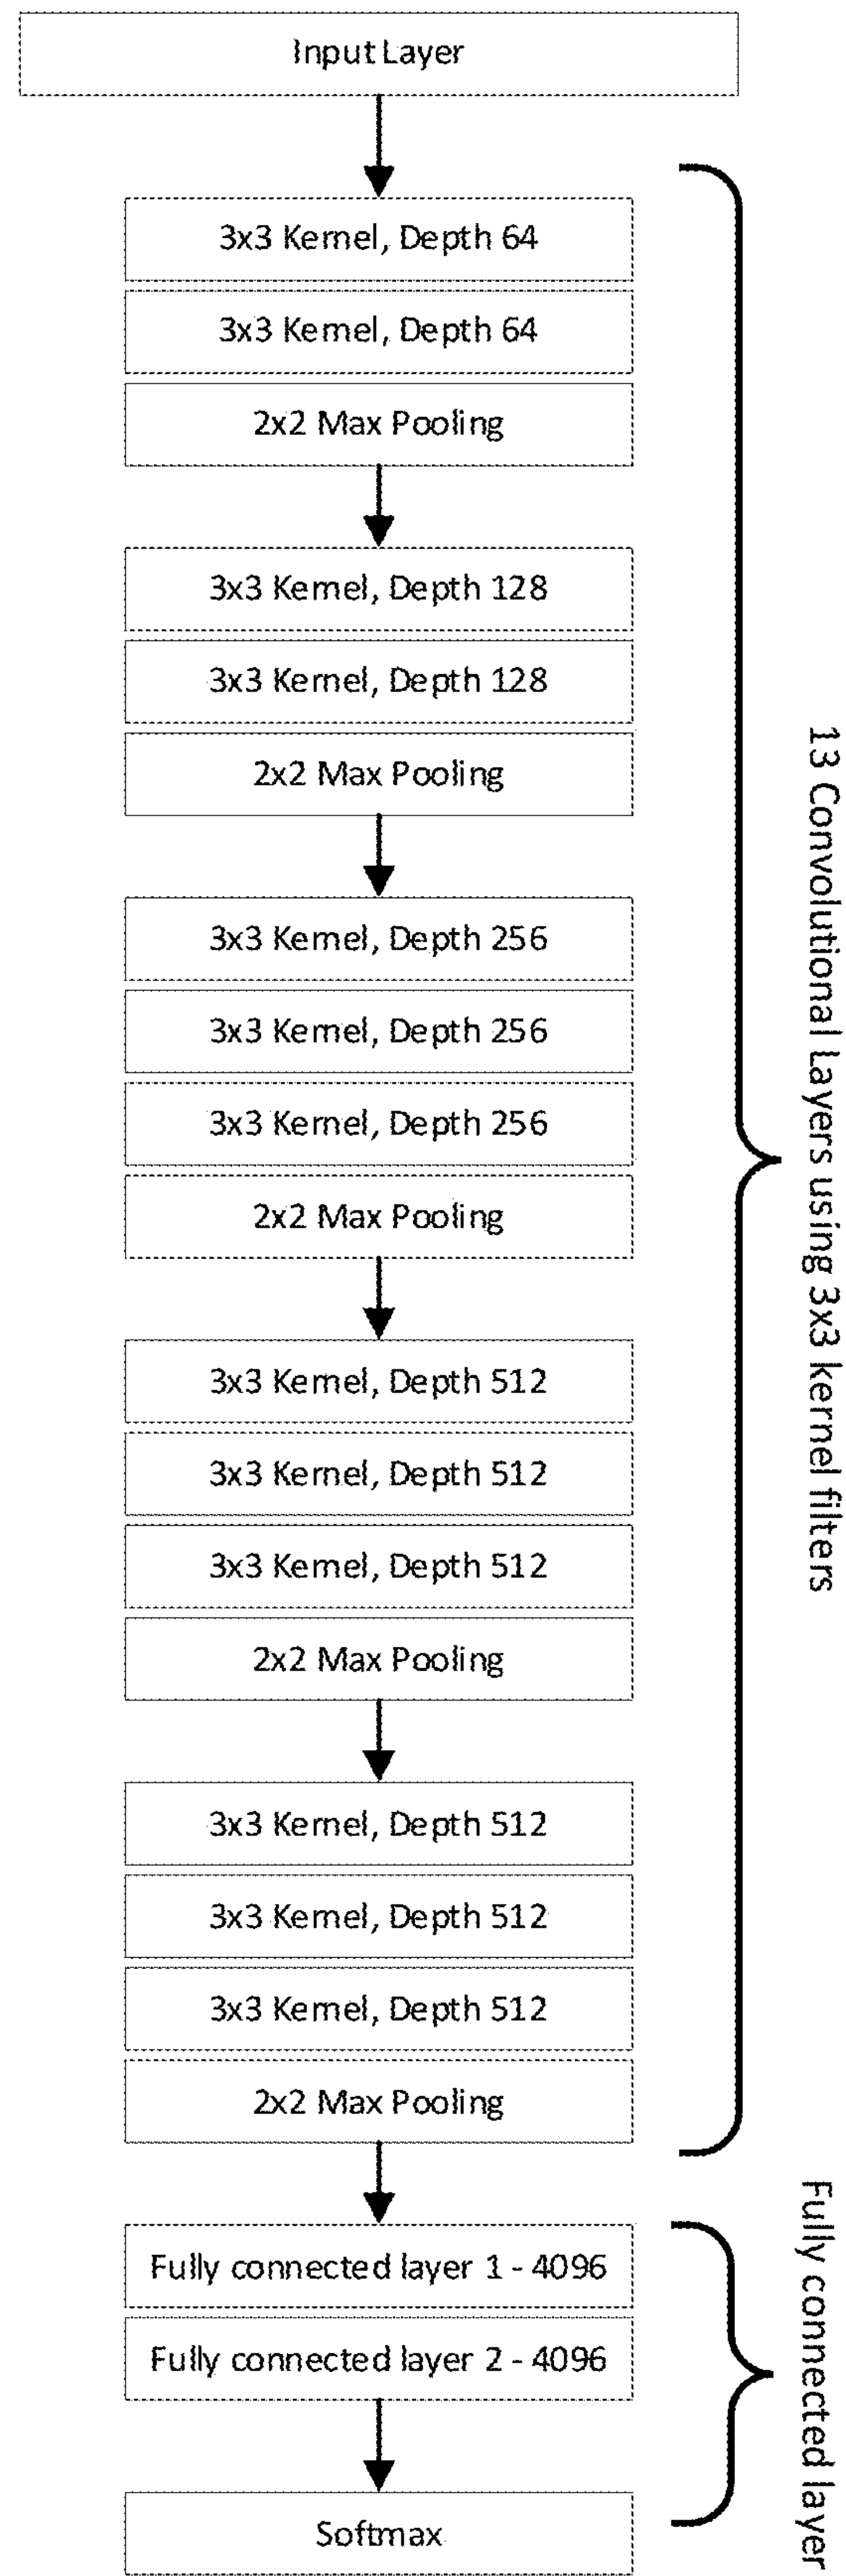 Input Layer
3x3 Kernel, Depth 64
3x3 Kernel, Depth 64
2x2 Max Pooling
3x3 Kernel, Depth 128
3x3 Kernel, Depth 128
2x2 Max Pooling
3x3 Kernel, Depth 256
3x3 Kernel, Depth 256
3x3 Kernel, Depth 256
2x2 Max Pooling
3x3 Kernel, Depth 512
3x3 Kernel, Depth 512
3x3 Kernel, Depth 512
2x2 Max Pooling
3x3 Kernel, Depth 512
3x3 Kernel, Depth 512
3x3 Kernel, Depth 512
2x2 Max Pooling
13 Convolutional Layers using 3x3 kernel filters
Fully connected layer 1 - 4096
Fully connected layer 2 - 4096
Softmax
Fully connected layer